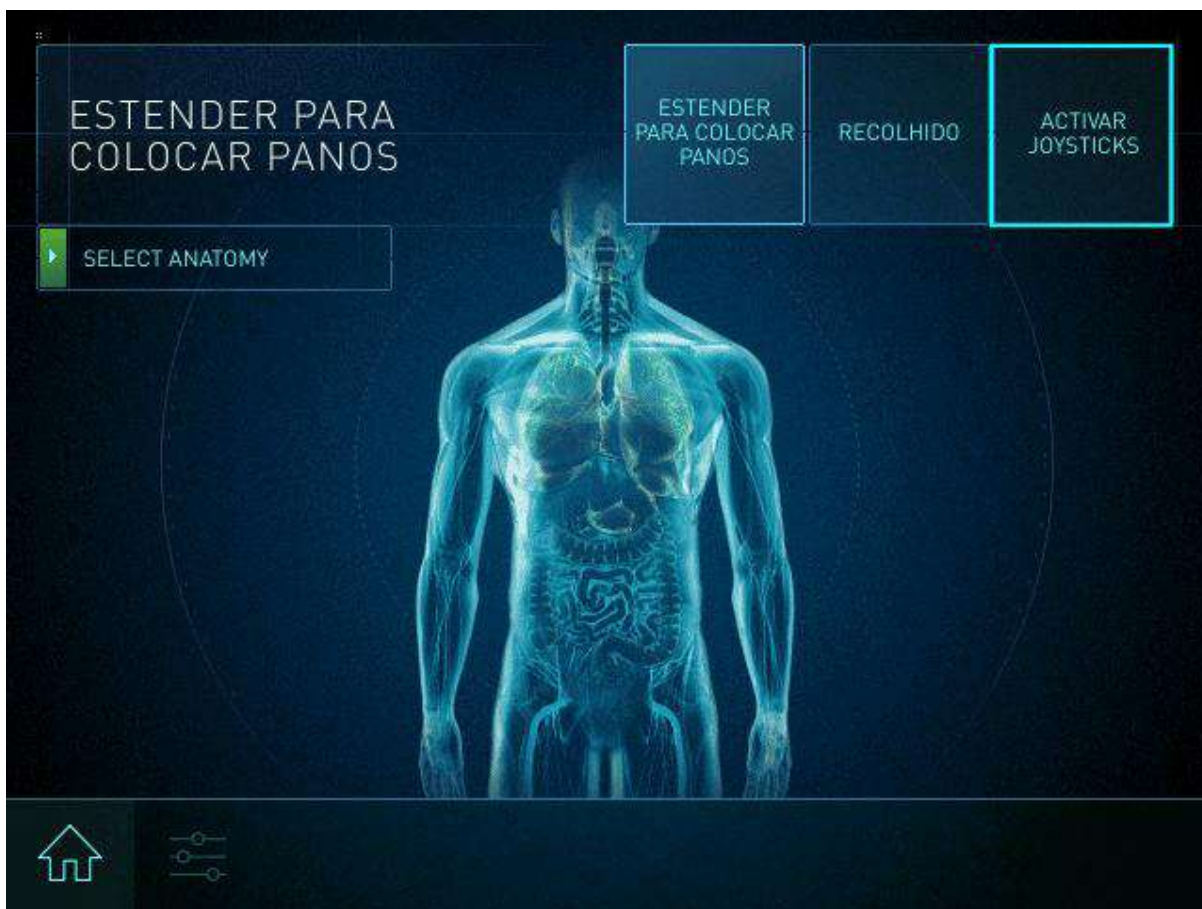 ESTENDER PARA
COLOCAR PANOS
ESTENDER
PARA COLOCAR
PANOS
RECOLHIDO
ACTIVAR
JOYSTICKS
SELECT ANATOMY